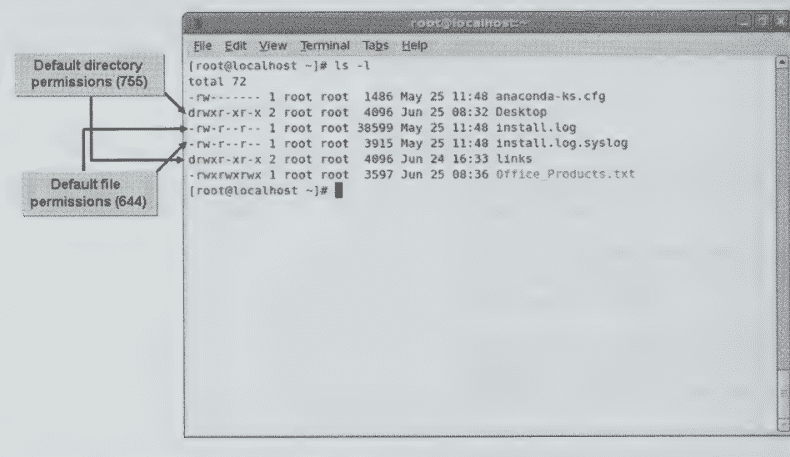 root@localhost:~
File Edit View Terminal Tabs Help
Default directory
permissions (755)
Default file
permissions (644)
[root@localhost ~]# ls -l
total 72
-rw------- 1 root root 1486 May 25 11:48 anaconda-ks.cfg
drwxr-xr-x 2 root root 4096 Jun 25 08:32 Desktop
-rw-r--r-- 1 root root 38599 May 25 11:48 install.log
-rw-r--r-- 1 root root 3915 May 25 11:48 install.log.syslog
drwxr-xr-x 2 root root 4096 Jun 24 16:33 links
-rwxrwxrwx 1 root root 3597 Jun 25 08:36 Office_Products.txt
[root@localhost ~]#